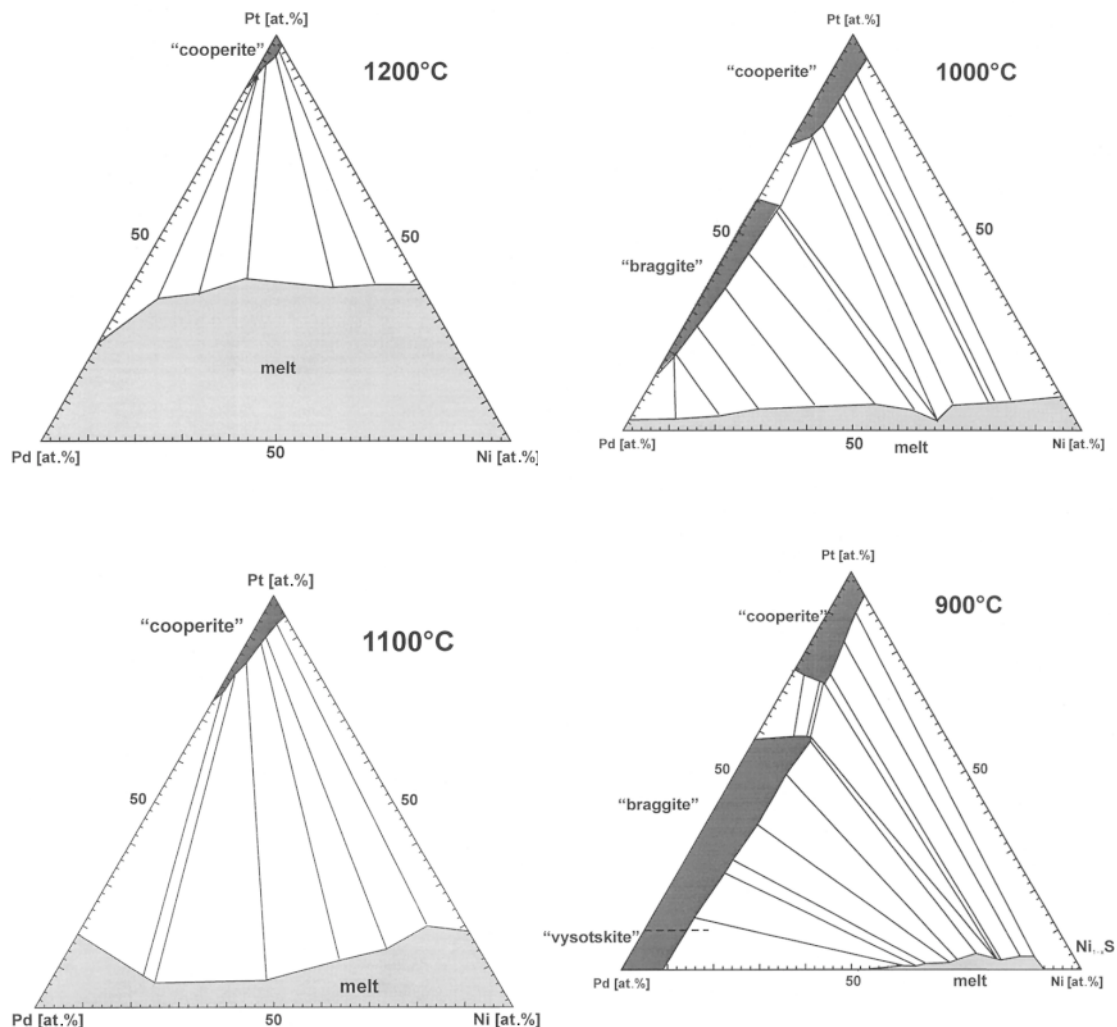 Pt [at.%]
“cooperite”
1200°C
50
50
melt
Pd [at.%]
50
Ni [at.%]
Pt [at.%]
“cooperite”
1000°C
50
50
“braggite”
Pd [at.%]
50
melt
Ni [at.%]
Pt [at.%]
“cooperite”
1100°C
50
50
melt
Pd [at.%]
50
Ni [at.%]
Pt [at.%]
“cooperite”
900°C
50
50
“braggite”
“vysotskite”
Ni₁₋ₓS
Pd [at.%]
50
melt
Ni [at.%]